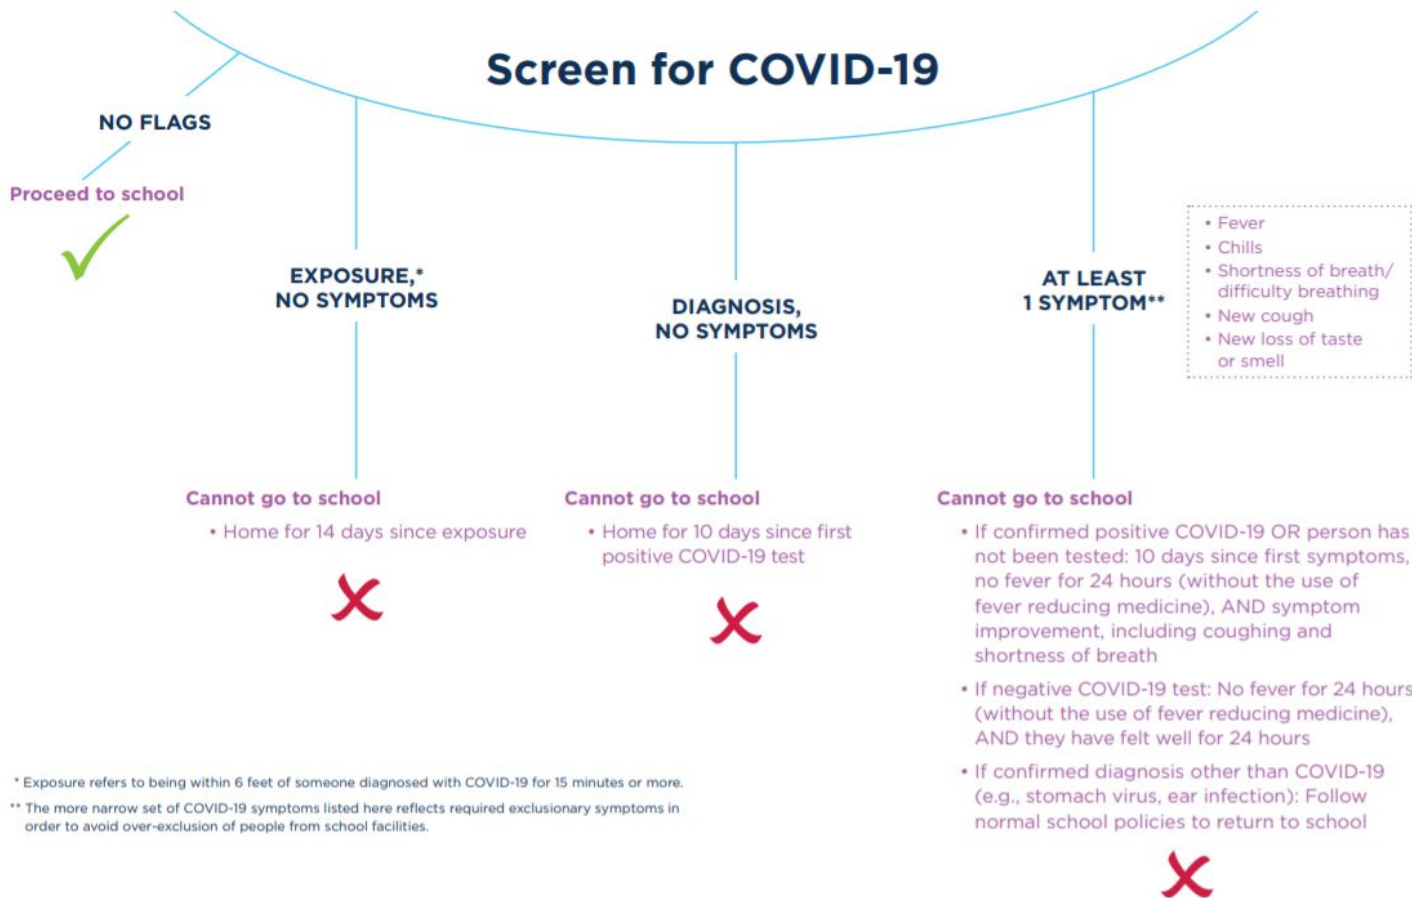 Screen for COVID-19
NO FLAGS
Proceed to school
EXPOSURE,*
NO SYMPTOMS
Cannot go to school
• Home for 14 days since exposure
DIAGNOSIS,
NO SYMPTOMS
Cannot go to school
• Home for 10 days since first
positive COVID-19 test
AT LEAST
1 SYMPTOM**
• Fever
• Chills
• Shortness of breath/
difficulty breathing
• New cough
• New loss of taste
or smell
Cannot go to school
• If confirmed positive COVID-19 OR person has
not been tested: 10 days since first symptoms,
no fever for 24 hours (without the use of
fever reducing medicine), AND symptom
improvement, including coughing and
shortness of breath
• If negative COVID-19 test: No fever for 24 hours
(without the use of fever reducing medicine),
AND they have felt well for 24 hours
• If confirmed diagnosis other than COVID-19
(e.g., stomach virus, ear infection): Follow
normal school policies to return to school
* Exposure refers to being within 6 feet of someone diagnosed with COVID-19 for 15 minutes or more.
** The more narrow set of COVID-19 symptoms listed here reflects required exclusionary symptoms in
order to avoid over-exclusion of people from school facilities.